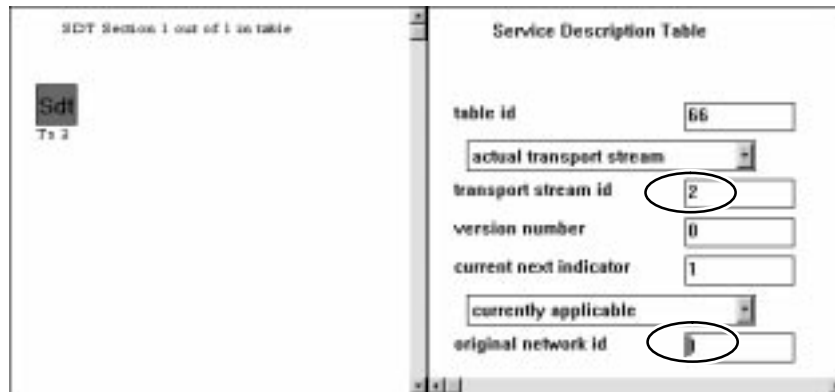 SDT Section 1 out of 1 in table
Sdt
Ts 2
Service Description Table
table id 66
actual transport stream
transport stream id 2
version number 0
current next indicator 1
currently applicable
original network id